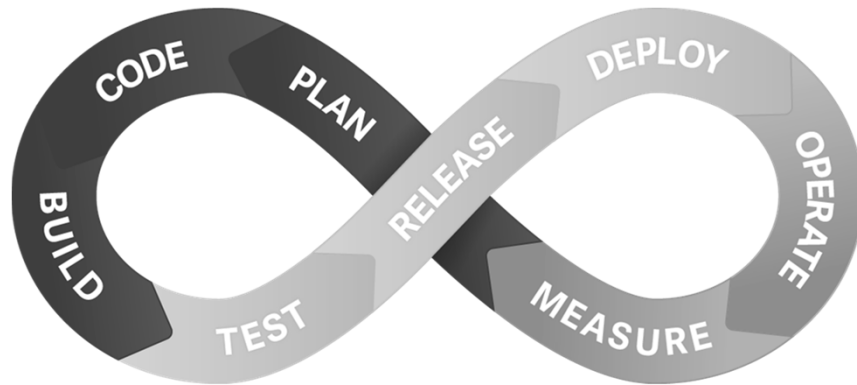 PLAN
CODE
BUILD
TEST
RELEASE
DEPLOY
OPERATE
MEASURE